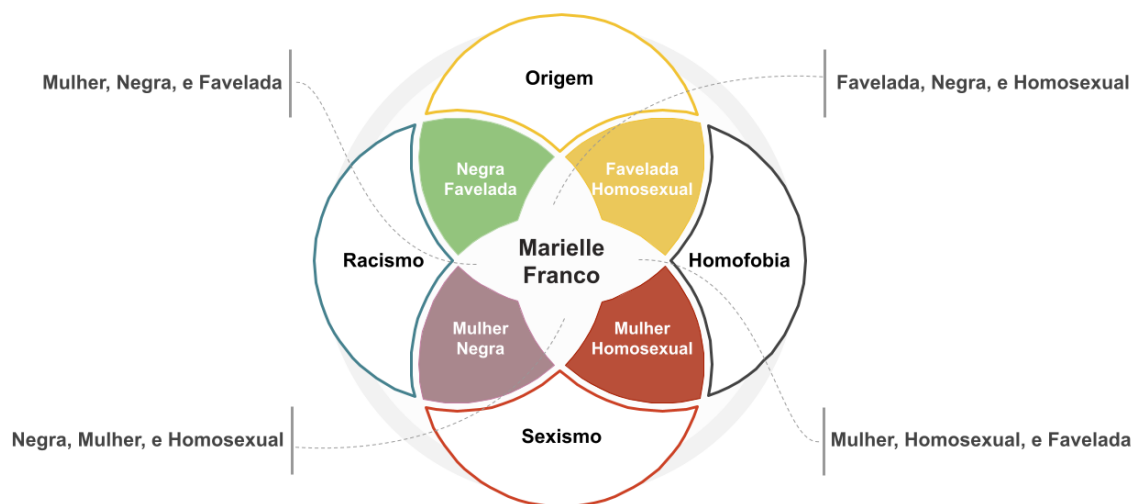 Origem
Mulher, Negra, e Favelada
Favelada, Negra, e Homosexual
Negra
Favelada
Favelada
Homosexual
Racismo
Marielle
Franco
Homofobia
Mulher
Negra
Mulher
Homosexual
Sexismo
Negra, Mulher, e Homosexual
Mulher, Homosexual, e Favelada